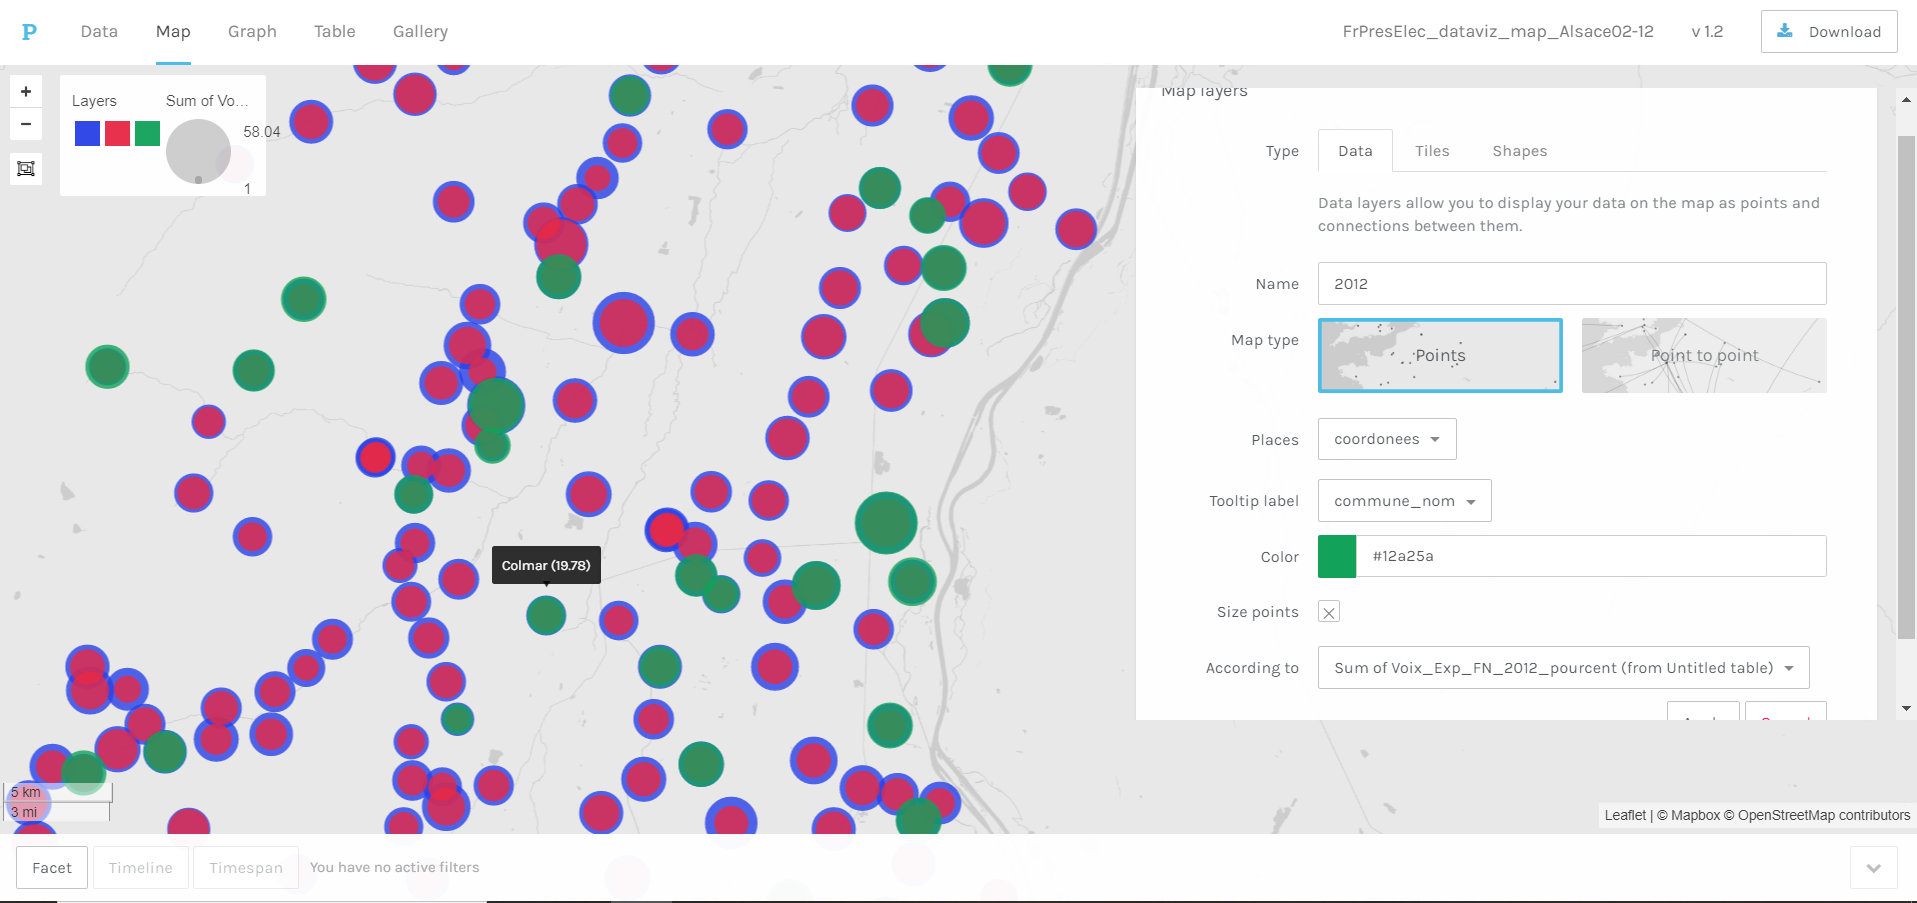 P
Data
Map
Graph
Table
Gallery
FrPresElec_dataviz_map_Alsace02-12
v 1.2
Download
+
−
Layers
Sum of Vo...
58.04
1
Map layers
Type
Data
Tiles
Shapes
Data layers allow you to display your data on the map as points and
connections between them.
Name
2012
Map type
Points
Point to point
Places
coordonees
Tooltip label
commune_nom
Color
#12a25a
Size points
According to
Sum of Voix_Exp_FN_2012_pourcent (from Untitled table)
Colmar (19.78)
5 km
3 mi
Leaflet | © Mapbox © OpenStreetMap contributors
Facet
Timeline
Timespan
You have no active filters